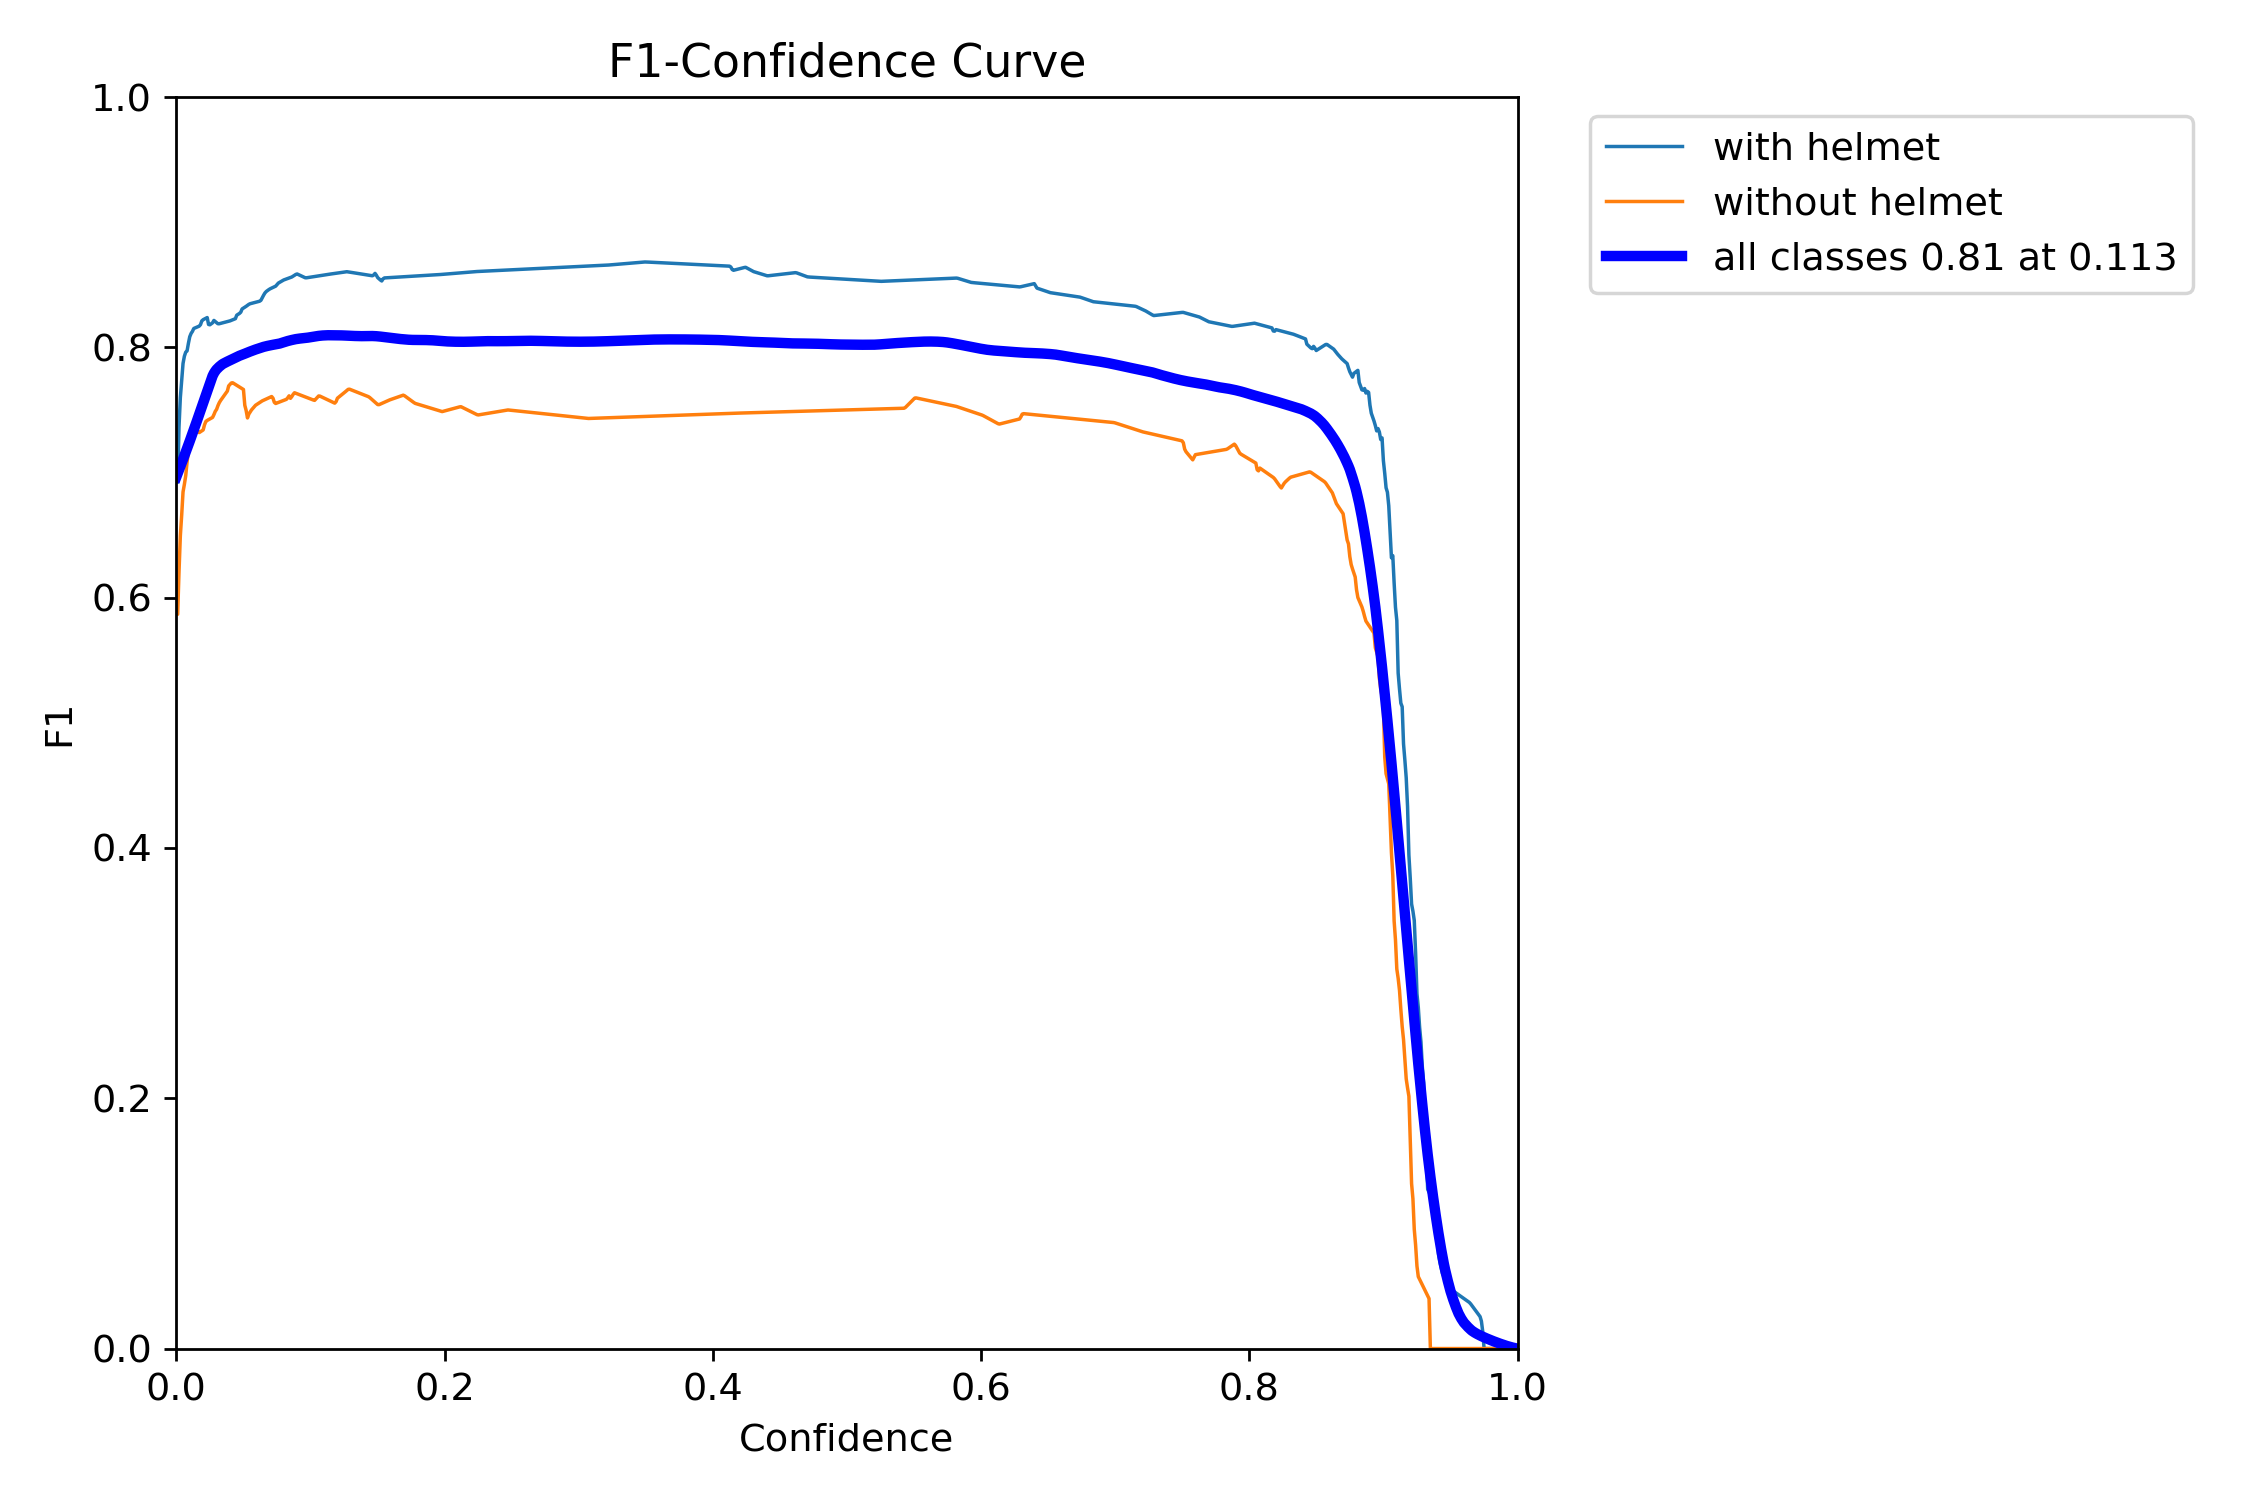 F1-Confidence Curve
1.0
0.8
0.6
0.4
0.2
0.0
F1
0.0 0.2 0.4 0.6 0.8 1.0
Confidence
with helmet
without helmet
all classes 0.81 at 0.113